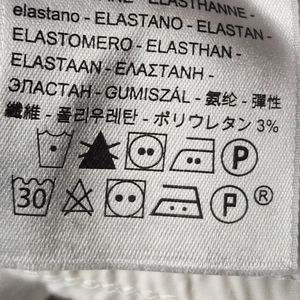 ELASTHANNE -
elastano - ELASTANO - ELASTAN -
ELASTOMERO - ELASTHAN -
ELASTAAN - ΕΛΑΣΤΑΝΗ -
ЭЛАСТАН - GUMISZÁL - 氨纶 - 彈性
纖維 - 폴리우레탄 - ポリウレタン 3%
P
30 P ®